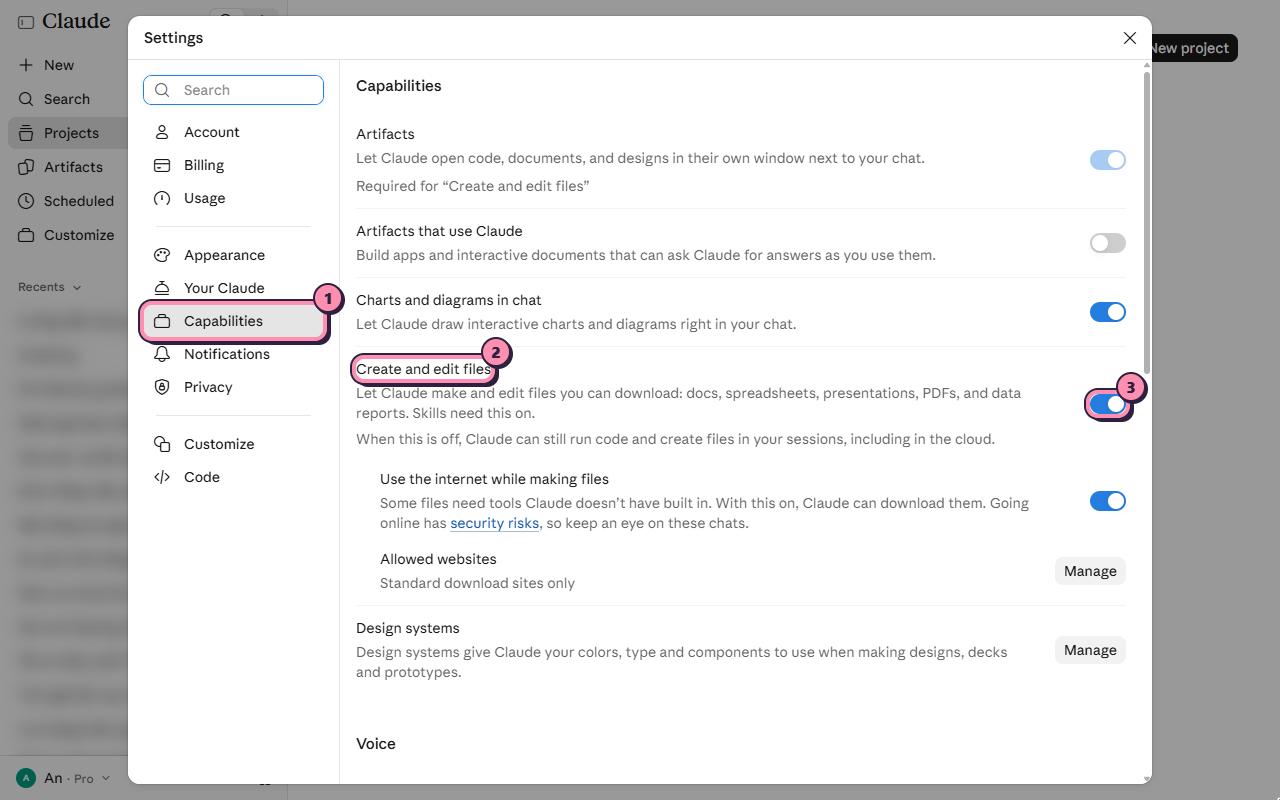 Claude
New
Search
Projects
Artifacts
Scheduled
Customize
Recents
A
An · Pro
New project
Settings
Search
Account
Billing
Usage
Appearance
Your Claude
Capabilities
1
Notifications
Privacy
Customize
Code
Capabilities
Artifacts
Let Claude open code, documents, and designs in their own window next to your chat.
Required for “Create and edit files”
Artifacts that use Claude
Build apps and interactive documents that can ask Claude for answers as you use them.
Charts and diagrams in chat
Let Claude draw interactive charts and diagrams right in your chat.
2
Create and edit files
Let Claude make and edit files you can download: docs, spreadsheets, presentations, PDFs, and data
reports. Skills need this on.
3
When this is off, Claude can still run code and create files in your sessions, including in the cloud.
Use the internet while making files
Some files need tools Claude doesn’t have built in. With this on, Claude can download them. Going
online has security risks, so keep an eye on these chats.
Allowed websites
Standard download sites only
Manage
Design systems
Design systems give Claude your colors, type and components to use when making designs, decks
and prototypes.
Manage
Voice